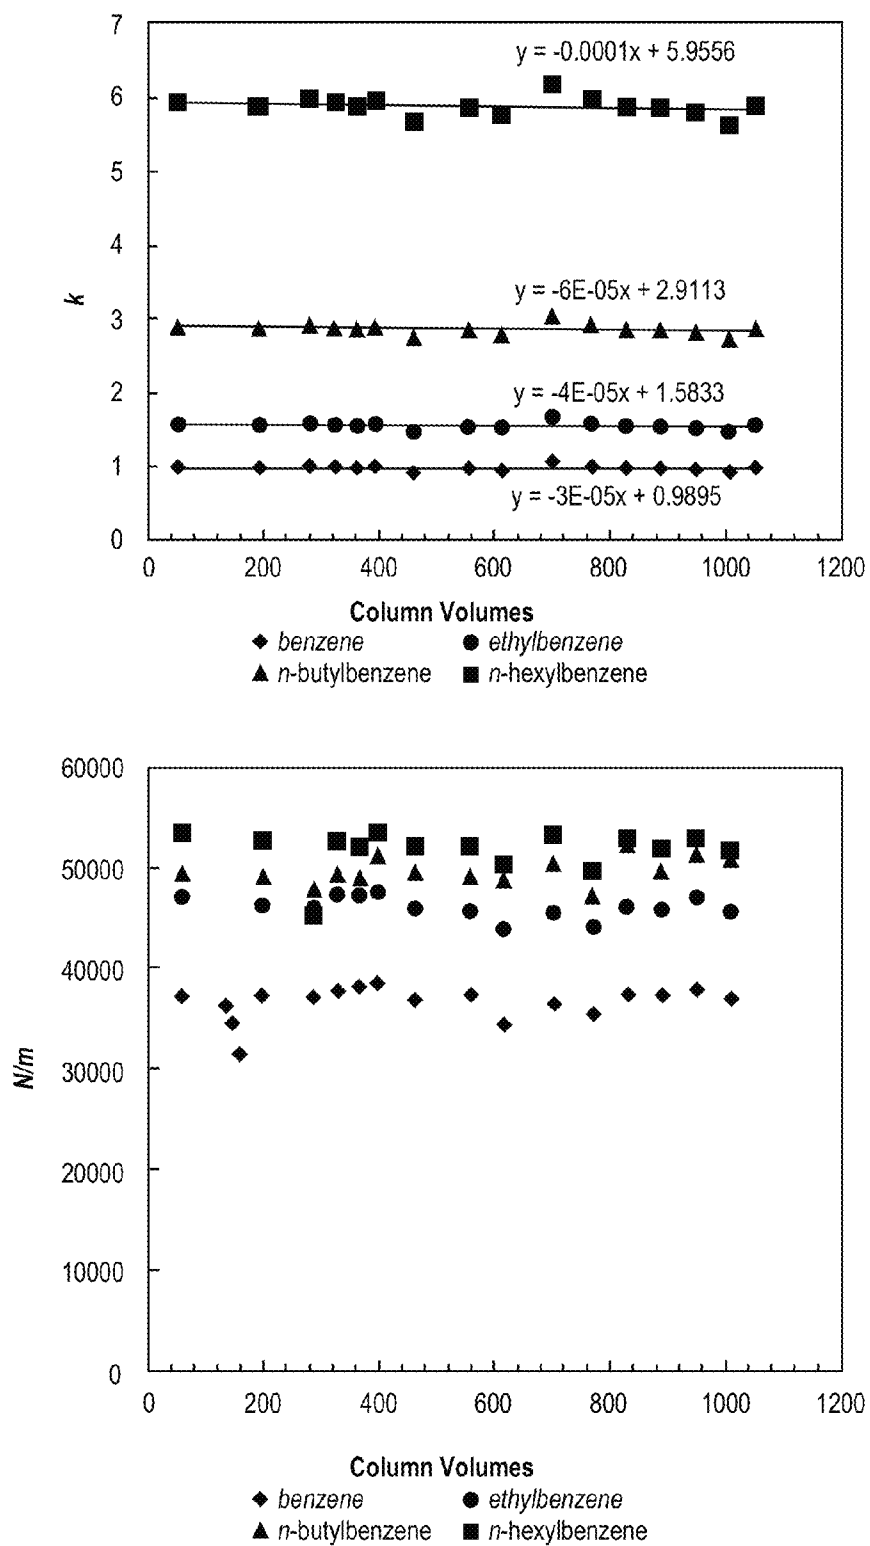 7
y = -0.0001x + 5.9556
6
5
4
k
y = -6E-05x + 2.9113
3
y = -4E-05x + 1.5833
2
1
y = -3E-05x + 0.9895
0
0 200 400 600 800 1000 1200
Column Volumes
benzene ethylbenzene
n-butylbenzene n-hexylbenzene
60000
50000
40000
N/m
30000
20000
10000
0
0 200 400 600 800 1000 1200
Column Volumes
benzene ethylbenzene
n-butylbenzene n-hexylbenzene